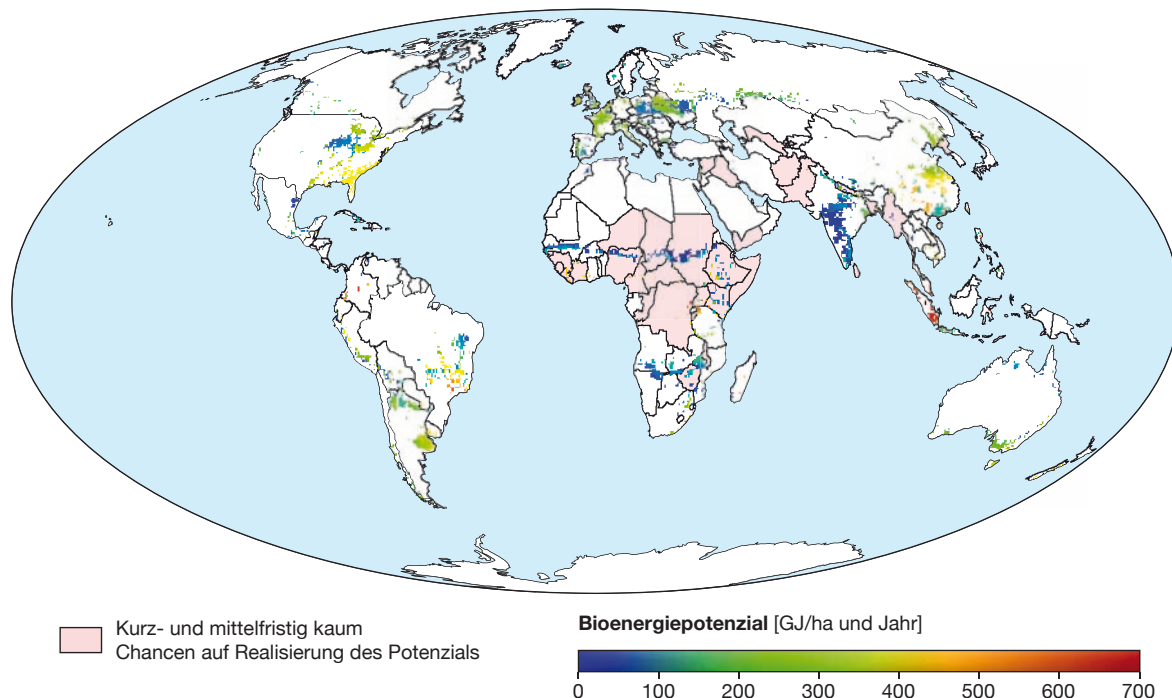 Kurz- und mittelfristig kaum
Chancen auf Realisierung des Potenzials
Bioenergiepotenzial [GJ/ha und Jahr]
0 100 200 300 400 500 600 700